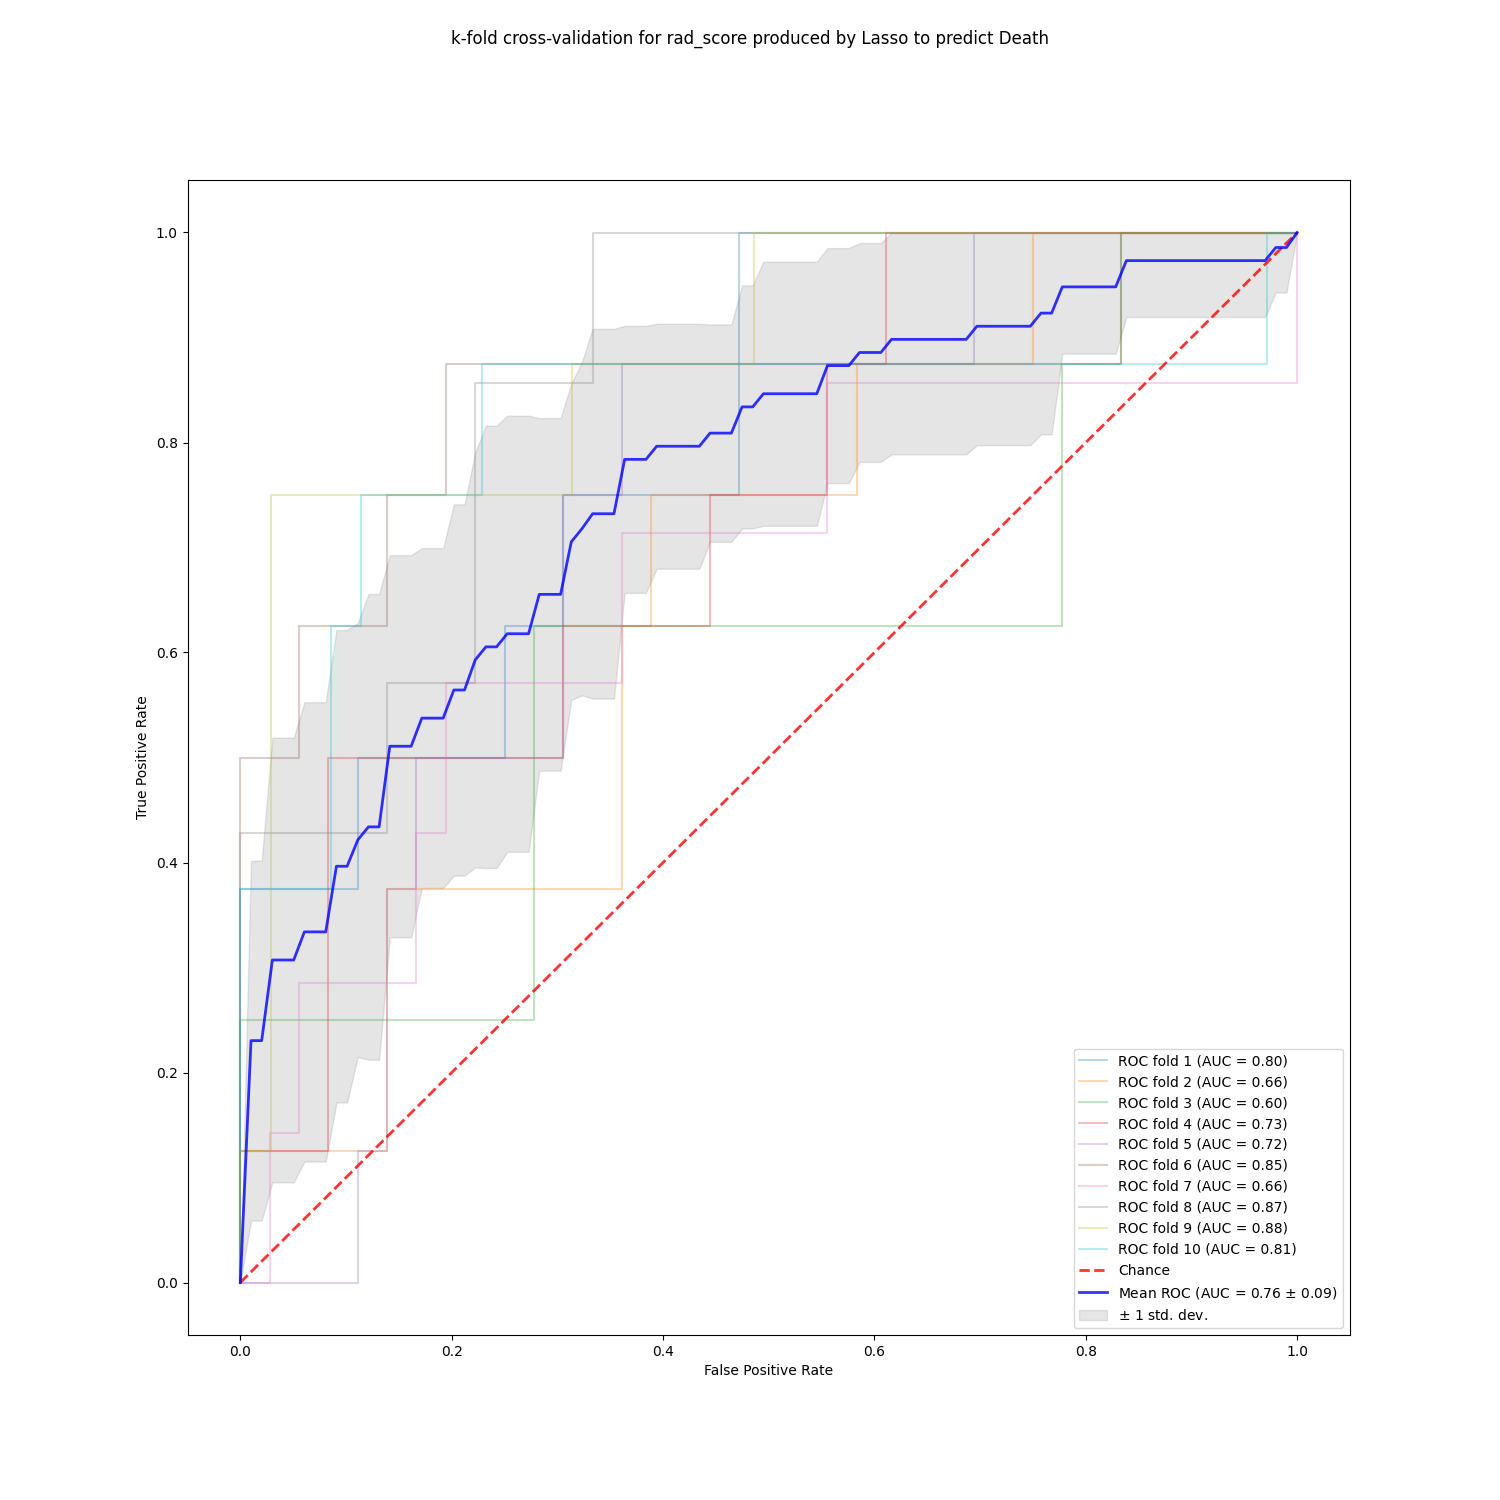 k-fold cross-validation for rad_score produced by Lasso to predict Death
1.0
0.8
0.6
0.4
0.2
0.0
True Positive Rate
ROC fold 1 (AUC = 0.80)
ROC fold 2 (AUC = 0.66)
ROC fold 3 (AUC = 0.60)
ROC fold 4 (AUC = 0.73)
ROC fold 5 (AUC = 0.72)
ROC fold 6 (AUC = 0.85)
ROC fold 7 (AUC = 0.66)
ROC fold 8 (AUC = 0.87)
ROC fold 9 (AUC = 0.88)
ROC fold 10 (AUC = 0.81)
Chance
Mean ROC (AUC = 0.76 ± 0.09)
± 1 std. dev.
0.0 0.2 0.4 0.6 0.8 1.0
False Positive Rate